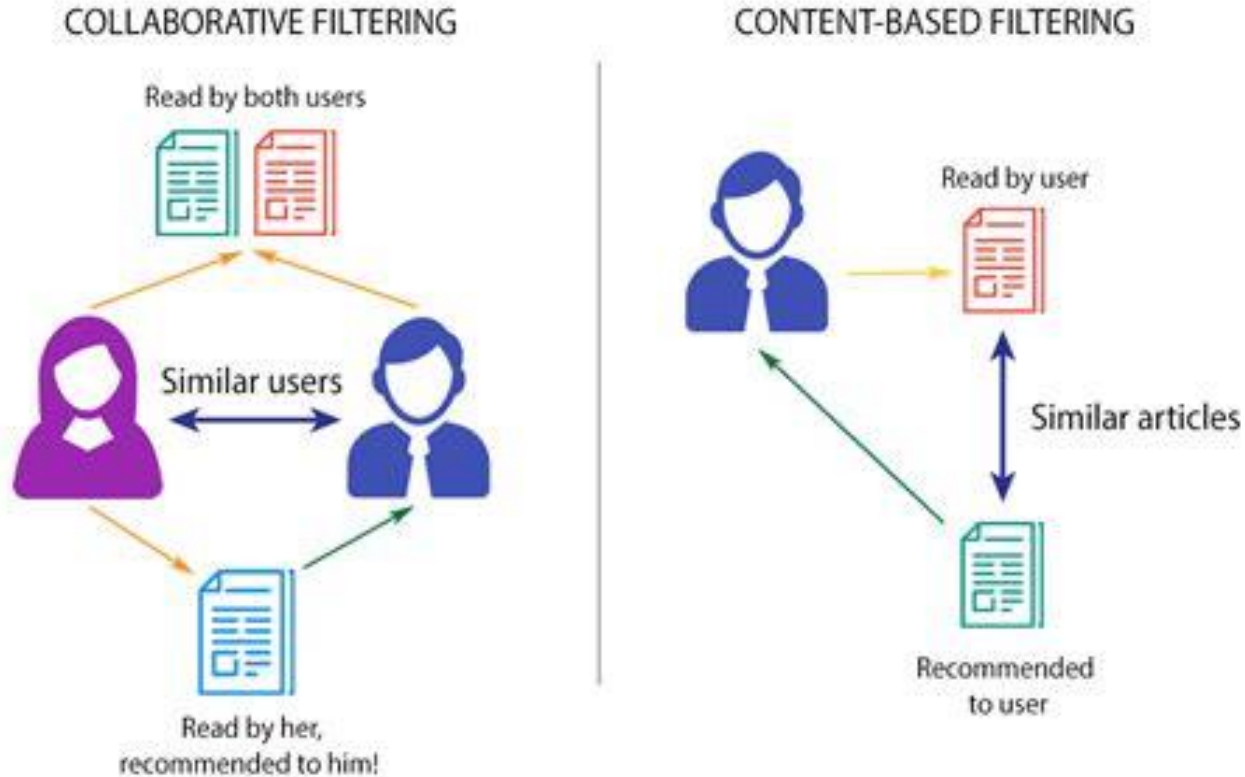 COLLABORATIVE FILTERING
Read by both users
Similar users
Read by her,
recommended to him!
CONTENT-BASED FILTERING
Read by user
Similar articles
Recommended
to user